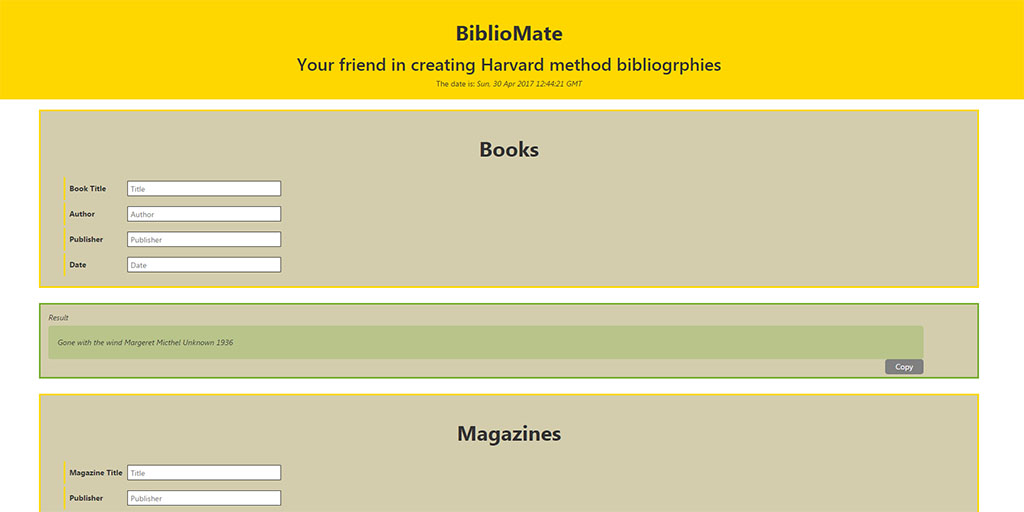 BiblioMate
Your friend in creating Harvard method bibliogrphies
The date is: Sun, 30 Apr 2017 12:44:21 GMT
Books
Book Title Title
Author Author
Publisher Publisher
Date Date
Result
Gone with the wind Margeret Micthel Unknown 1936
Copy
Magazines
Magazine Title Title
Publisher Publisher